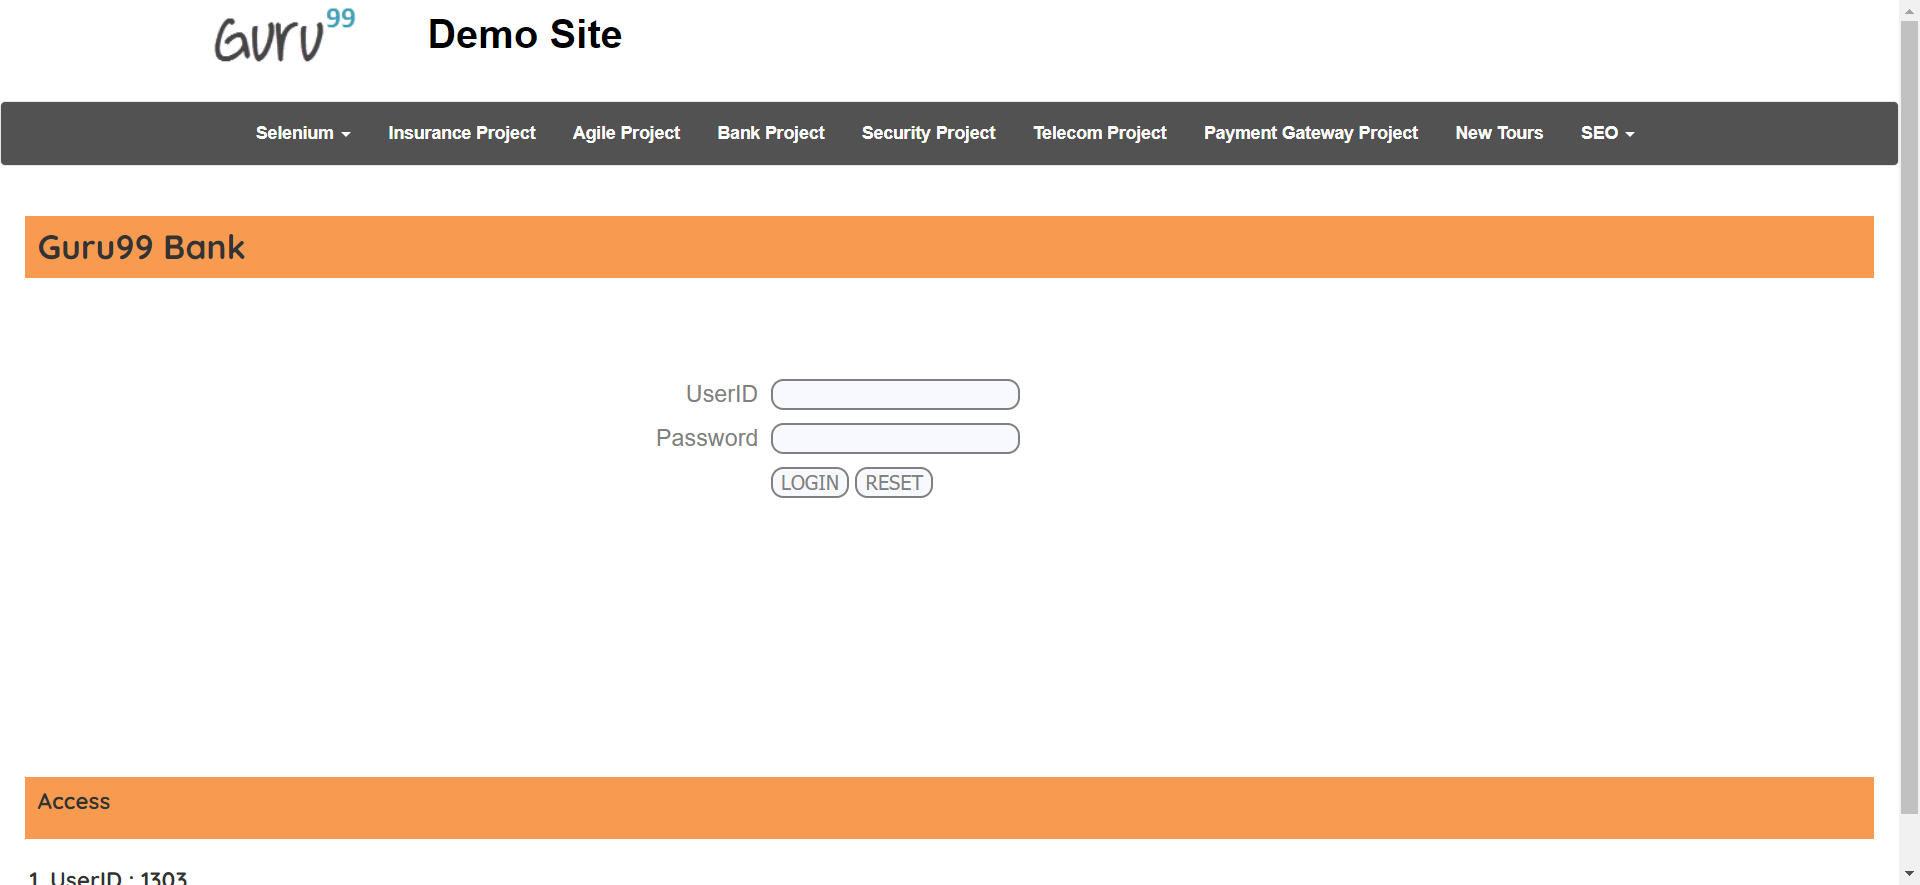 Guru99
Demo Site
Selenium
Insurance Project
Agile Project
Bank Project
Security Project
Telecom Project
Payment Gateway Project
New Tours
SEO
Guru99 Bank
UserID
Password
LOGIN RESET
Access
1. UserID : 1303